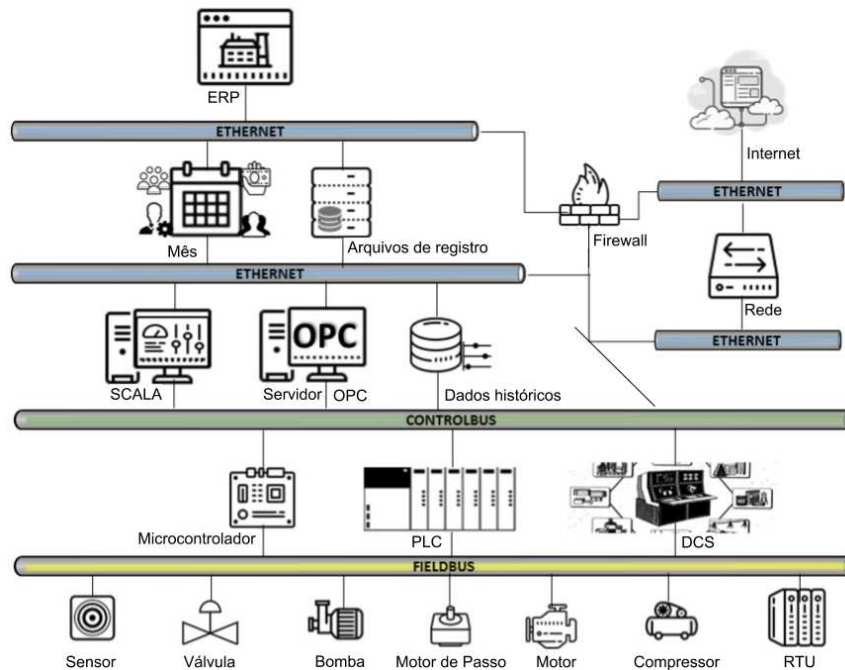 ERP
ETHERNET
Internet
Mês
Arquivos de registro
Firewall
ETHERNET
ETHERNET
Rede
ETHERNET
SCALA
OPC
Servidor OPC
Dados históricos
CONTROLBUS
Microcontrolador
PLC
DCS
FIELDBUS
Sensor
Válvula
Bomba
Motor de Passo
Motor
Compressor
RTU